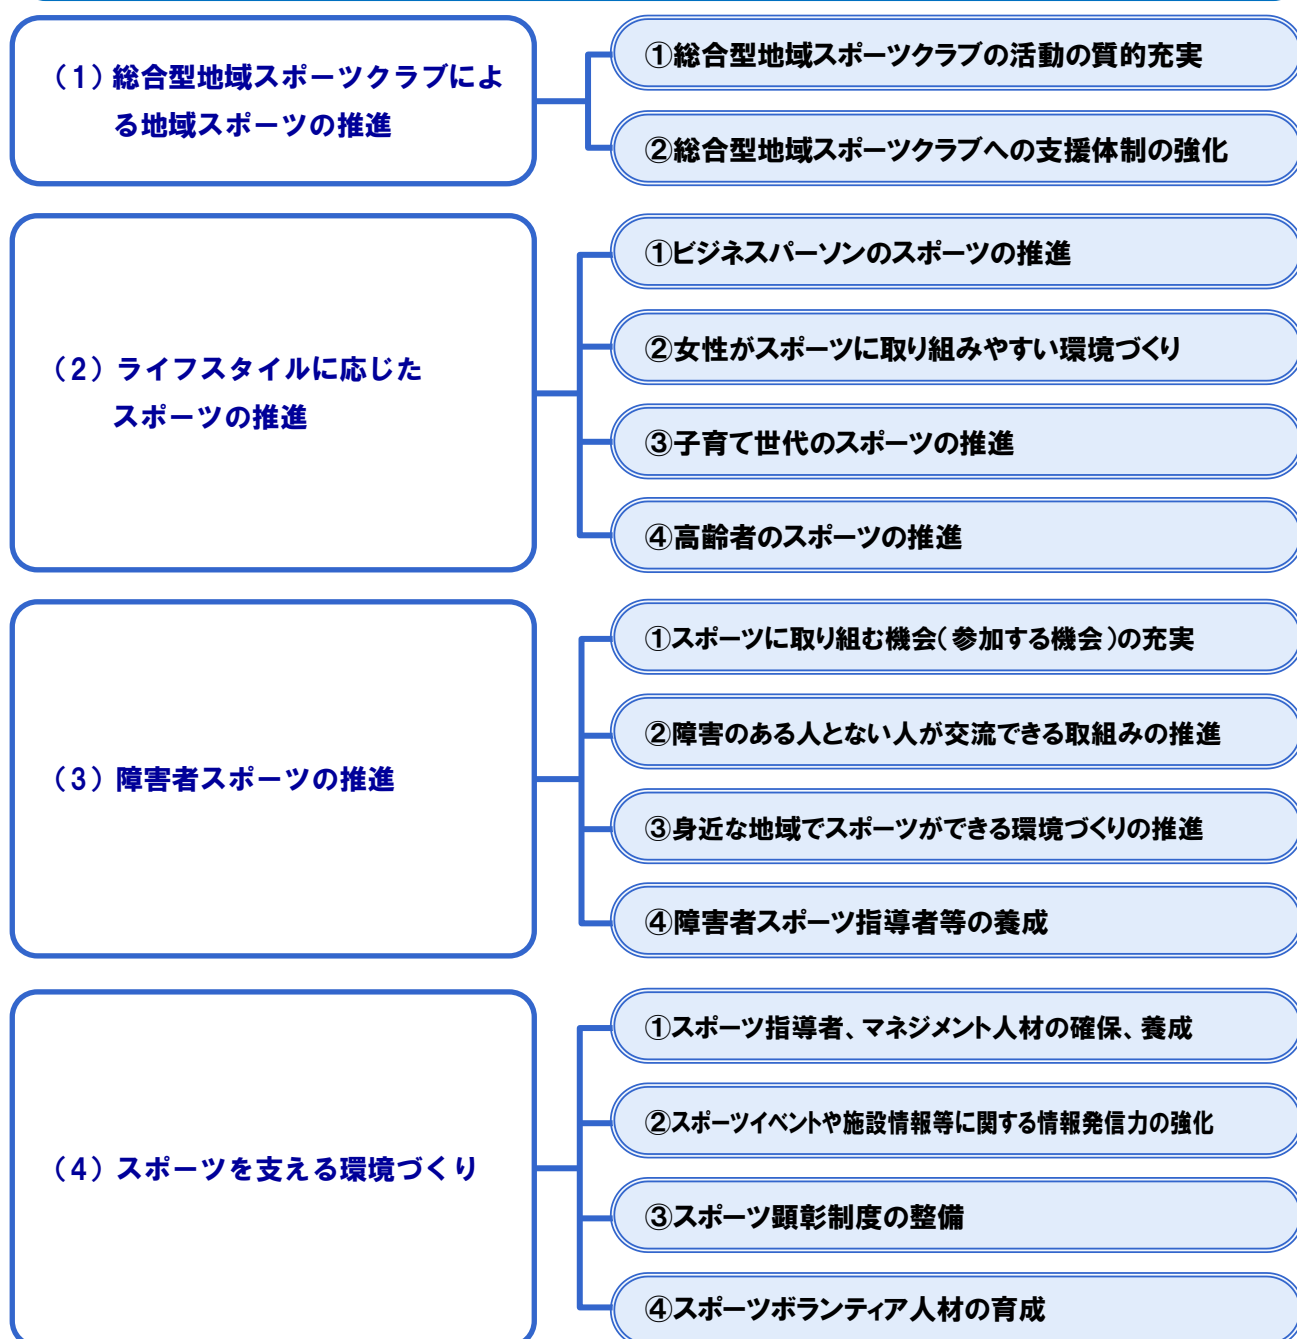 (1)総合型地域スポーツクラブによ
る地域スポーツの推進
①総合型地域スポーツクラブの活動の質的充実
②総合型地域スポーツクラブへの支援体制の強化
(2)ライフスタイルに応じた
スポーツの推進
①ビジネスパーソンのスポーツの推進
②女性がスポーツに取り組みやすい環境づくり
③子育て世代のスポーツの推進
④高齢者のスポーツの推進
(3)障害者スポーツの推進
①スポーツに取り組む機会(参加する機会)の充実
②障害のある人とない人が交流できる取組みの推進
③身近な地域でスポーツができる環境づくりの推進
④障害者スポーツ指導者等の養成
(4)スポーツを支える環境づくり
①スポーツ指導者、マネジメント人材の確保、養成
②スポーツイベントや施設情報等に関する情報発信力の強化
③スポーツ顕彰制度の整備
④スポーツボランティア人材の育成